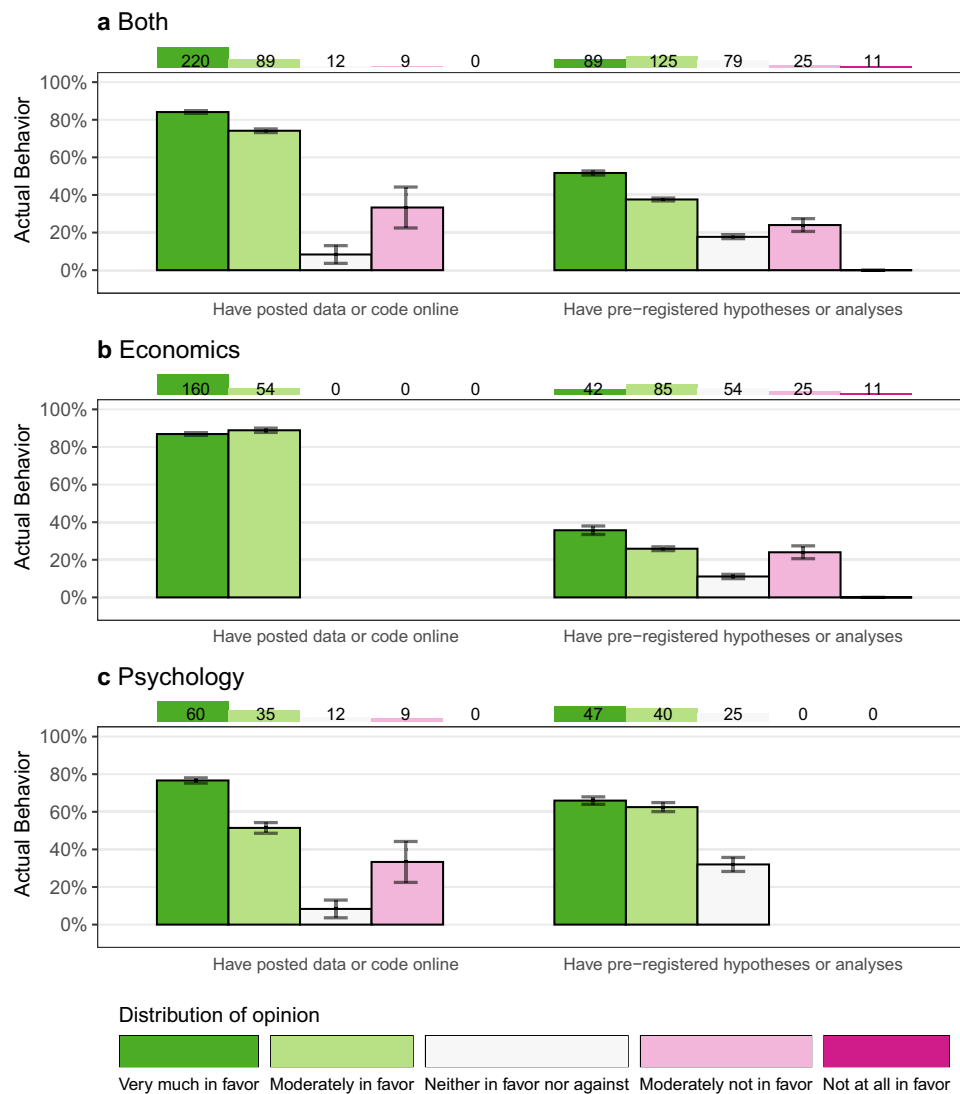 a Both
220 89 12 9 0 89 125 79 25 11
100%
80%
60%
40%
20%
0%
Actual Behavior
Have posted data or code online Have pre−registered hypotheses or analyses
b Economics
160 54 0 0 0 42 85 54 25 11
100%
80%
60%
40%
20%
0%
Actual Behavior
Have posted data or code online Have pre−registered hypotheses or analyses
c Psychology
60 35 12 9 0 47 40 25 0 0
100%
80%
60%
40%
20%
0%
Actual Behavior
Have posted data or code online Have pre−registered hypotheses or analyses
Distribution of opinion
Very much in favor Moderately in favor Neither in favor nor against Moderately not in favor Not at all in favor